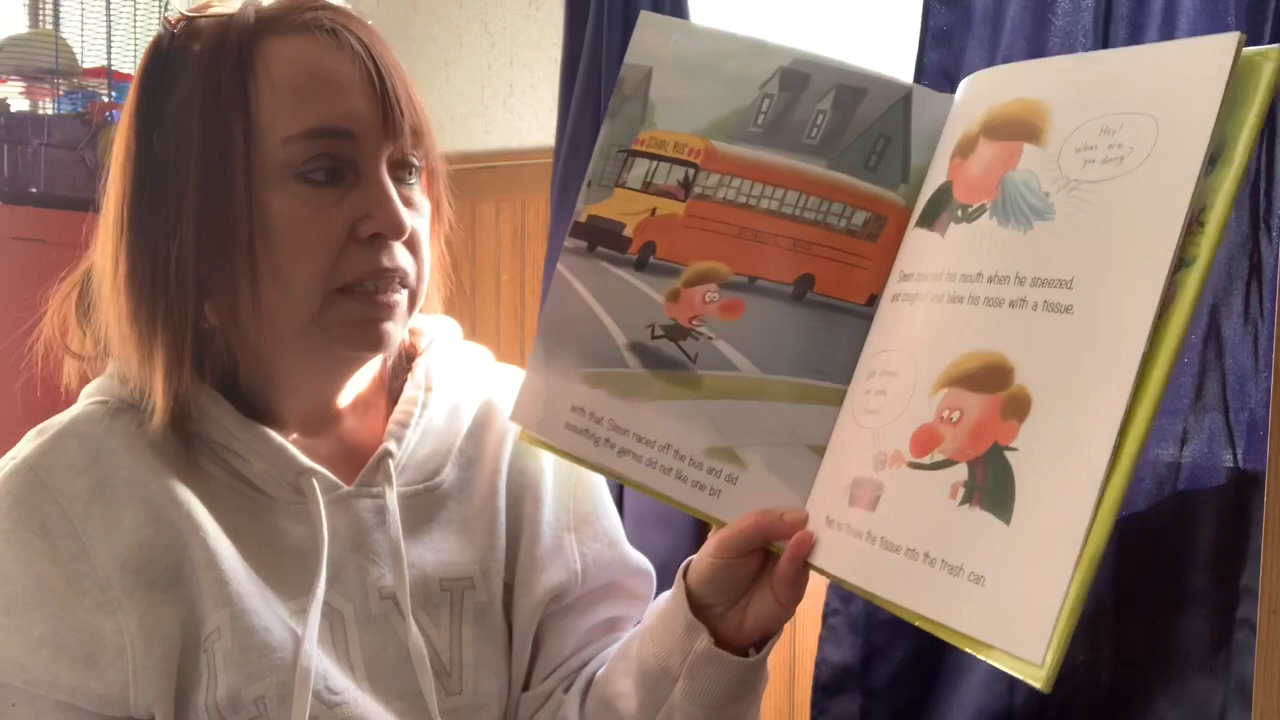 SCHOOL BUS
SCHOOL BUS
with that, Simon raced off the bus and did
something the germs did not like one bit
Hey!
What are
you doing?
Simon covered his mouth when he sneezed,
and coughed and blew his nose with a tissue.
the tissue into the trash can.